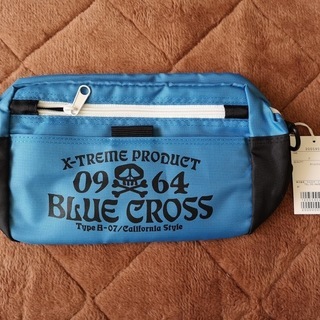 X-TREME PRODUCT
09 64
BLUE CROSS
Type B-07/California Style